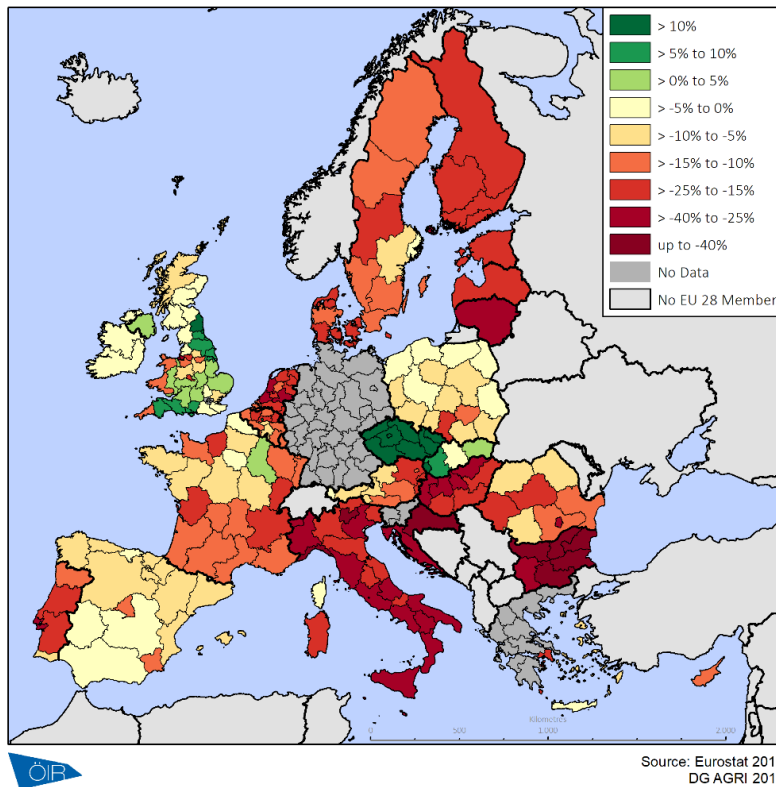 > 10%
> 5% to 10%
> 0% to 5%
> -5% to 0%
> -10% to -5%
> -15% to -10%
> -25% to -15%
> -40% to -25%
up to -40%
No Data
No EU 28 Member
Kilometers
0 500 1.000 2.000
ÖIR
Source: Eurostat 201
DG AGRI 201